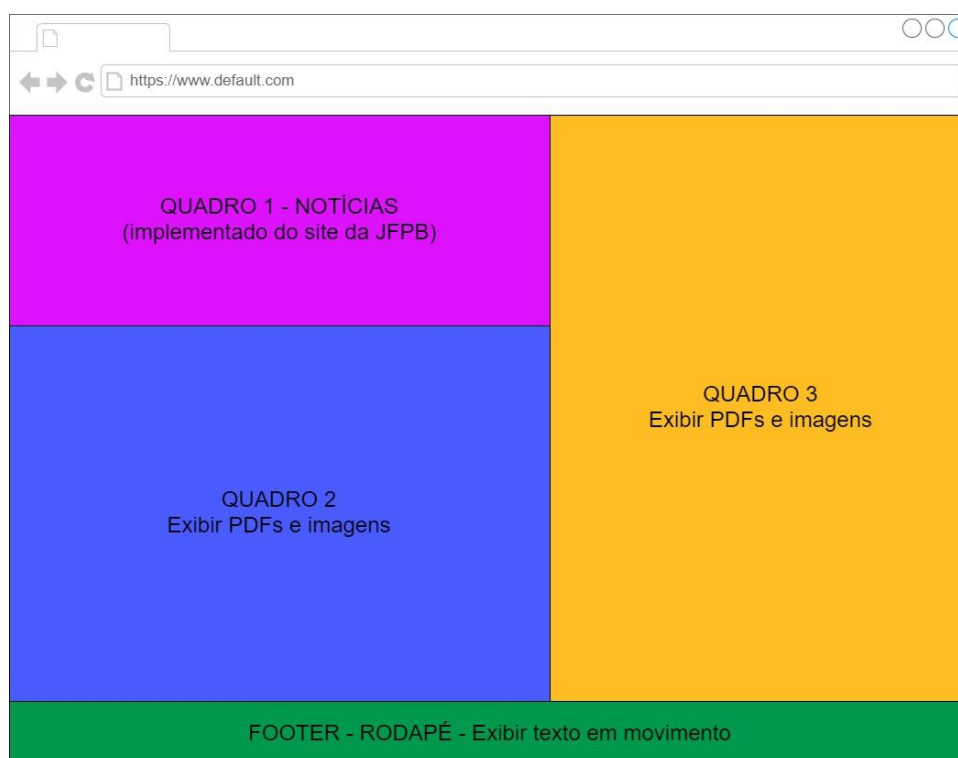 https://www.default.com
QUADRO 1 - NOTÍCIAS
(implementado do site da JFPB)
QUADRO 2
Exibir PDFs e imagens
QUADRO 3
Exibir PDFs e imagens
FOOTER - RODAPÉ - Exibir texto em movimento